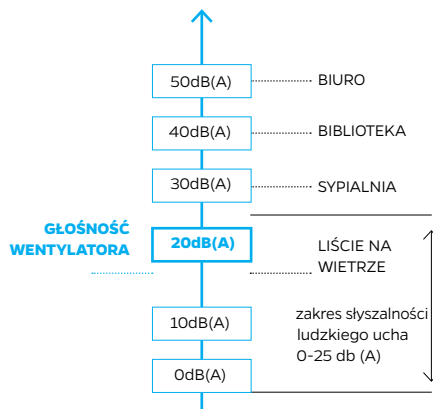 50dB(A) BIURO
40dB(A) BIBLIOTEKA
30dB(A) SYPIALNIA
GŁOŚNOŚĆ
WENTYLATORA
20dB(A)
LIŚCIE NA
WIETRZE
10dB(A)
0dB(A)
zakres słyszalności
ludzkiego ucha
0-25 db (A)